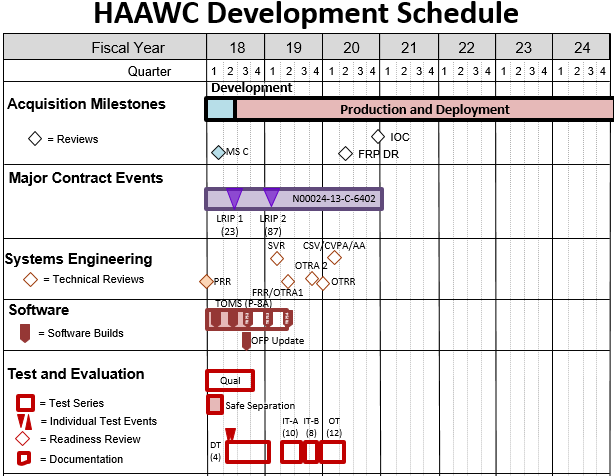 HAAWC Development Schedule
Fiscal Year 18 19 20 21 22 23 24
Quarter 1 2 3 4 1 2 3 4 1 2 3 4 1 2 3 4 1 2 3 4 1 2 3 4 1 2 3 4
Development
Acquisition Milestones
Production and Deployment
= Reviews
IOC
MS C
FRP DR
Major Contract Events
N00024-13-C-6402
LRIP 1
(23)
LRIP 2
(87)
Systems Engineering
SVR
CSV/CVPA/AA
OTRA 2
= Technical Reviews
PRR
OTRR
FRR/OTRA1
TOMS (P-8A)
Software
= Software Builds
OFP Update
Test and Evaluation
Qual
= Test Series
Safe Separation
= Individual Test Events
IT-A
(10)
IT-B
(8)
OT
(12)
= Readiness Review
DT
(4)
= Documentation